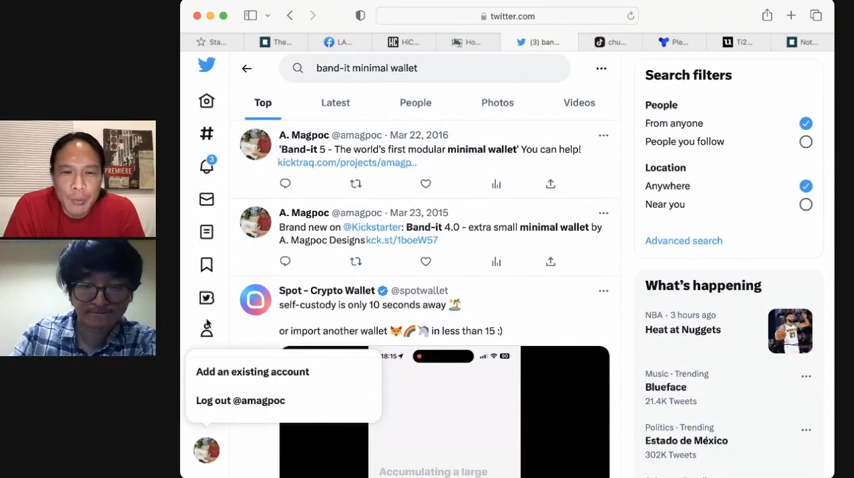 twitter.com
Sta...
The...
LA...
HiC...
Ho...
(3) ban...
chu...
Ple...
Ti2...
Not...
PREMIERE
band-it minimal wallet
Top
Latest
People
Photos
Videos
3
A. Magpoc @amagpoc · Mar 22, 2016
'Band-it 5 - The world's first modular minimal wallet' You can help!
kicktraq.com/projects/amagp...
A. Magpoc @amagpoc · Mar 23, 2015
Brand new on @Kickstarter: Band-it 4.0 - extra small minimal wallet by
A. Magpoc Designskck.st/1boeW57
Spot - Crypto Wallet @spotwallet
self-custody is only 10 seconds away 🏝️
or import another wallet 🦊🌈🦄 in less than 15 :)
18:15
Accumulating a large
Add an existing account
Log out @amagpoc
Search filters
People
From anyone
People you follow
Location
Anywhere
Near you
Advanced search
What's happening
NBA · 3 hours ago
Heat at Nuggets
Music · Trending
Blueface
21.4K Tweets
Politics · Trending
Estado de México
302K Tweets